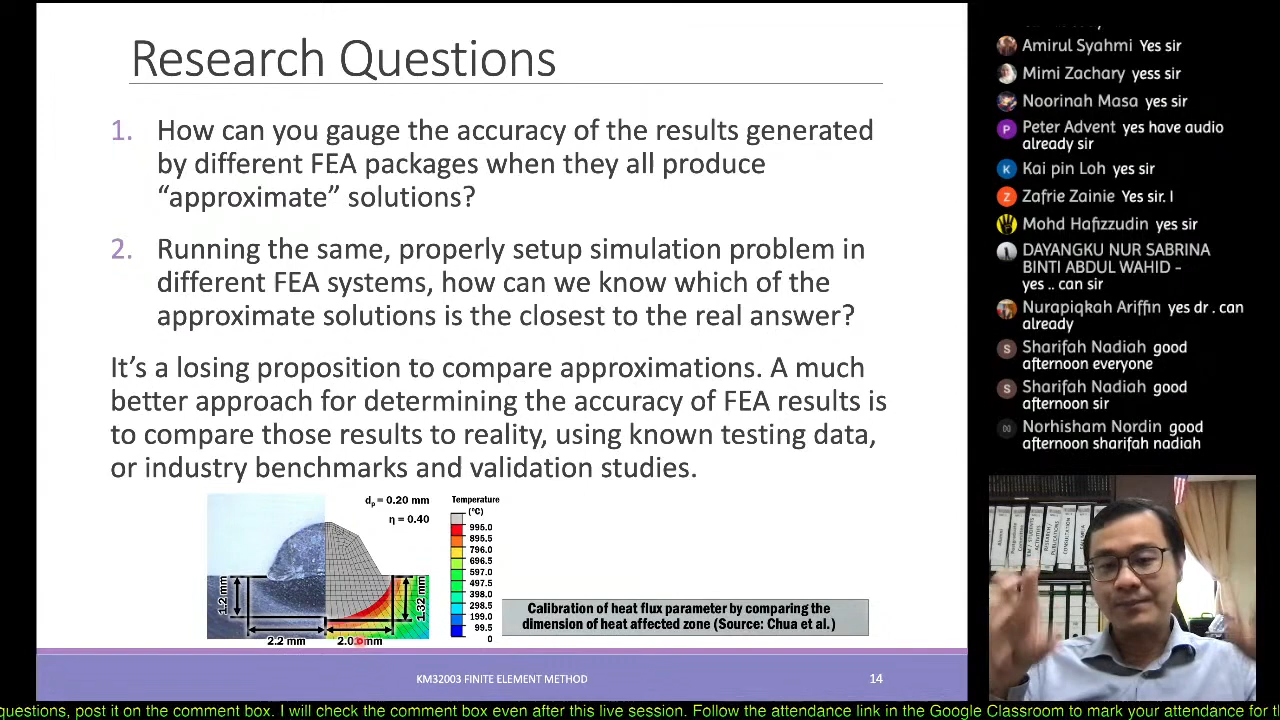 Research Questions
1. How can you gauge the accuracy of the results generated
by different FEA packages when they all produce
“approximate” solutions?
2. Running the same, properly setup simulation problem in
different FEA systems, how can we know which of the
approximate solutions is the closest to the real answer?
It’s a losing proposition to compare approximations. A much
better approach for determining the accuracy of FEA results is
to compare those results to reality, using known testing data,
or industry benchmarks and validation studies.
dp = 0.20 mm
η = 0.40
1.2 mm
2.2 mm
1.32 mm
Temperature
(°C)
995.0
895.5
796.0
696.5
597.0
497.5
398.0
298.5
199.0
99.5
0
Calibration of heat flux parameter by comparing the
dimension of heat affected zone (Source: Chua et al.)
KM32003 FINITE ELEMENT METHOD
14
Amirul Syahmi Yes sir
Mimi Zachary yess sir
Noorinah Masa yes sir
P
Peter Advent yes have audio
already sir
K
Kai pin Loh yes sir
Z
Zafrie Zainie Yes sir. I
Mohd Hafizzudin yes sir
DAYANGKU NUR SABRINA
BINTI ABDUL WAHID -
yes .. can sir
Nurapiqkah Ariffin yes dr . can
already
S
Sharifah Nadiah good
afternoon everyone
S
Sharifah Nadiah good
afternoon sir
Norhisham Nordin good
afternoon sharifah nadiah
questions, post it on the comment box. I will check the comment box even after this live session. Follow the attendance link in the Google Classroom to mark your attendance for t